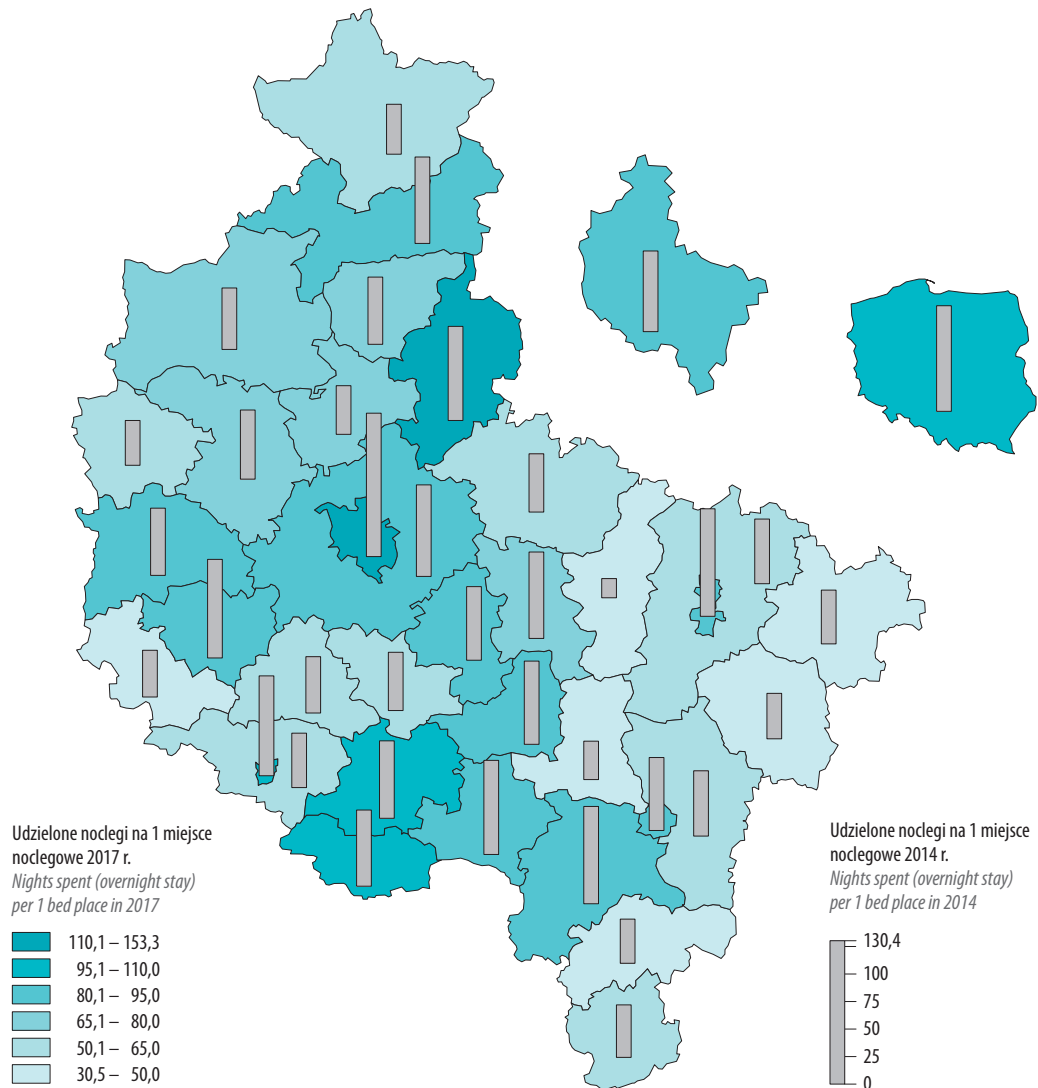 Udzielone noclegi na 1 miejsce
noclegowe 2017 r.
Nights spent (overnight stay)
per 1 bed place in 2017
110,1 – 153,3
95,1 – 110,0
80,1 – 95,0
65,1 – 80,0
50,1 – 65,0
30,5 – 50,0
Udzielone noclegi na 1 miejsce
noclegowe 2014 r.
Nights spent (overnight stay)
per 1 bed place in 2014
130,4
100
75
50
25
0